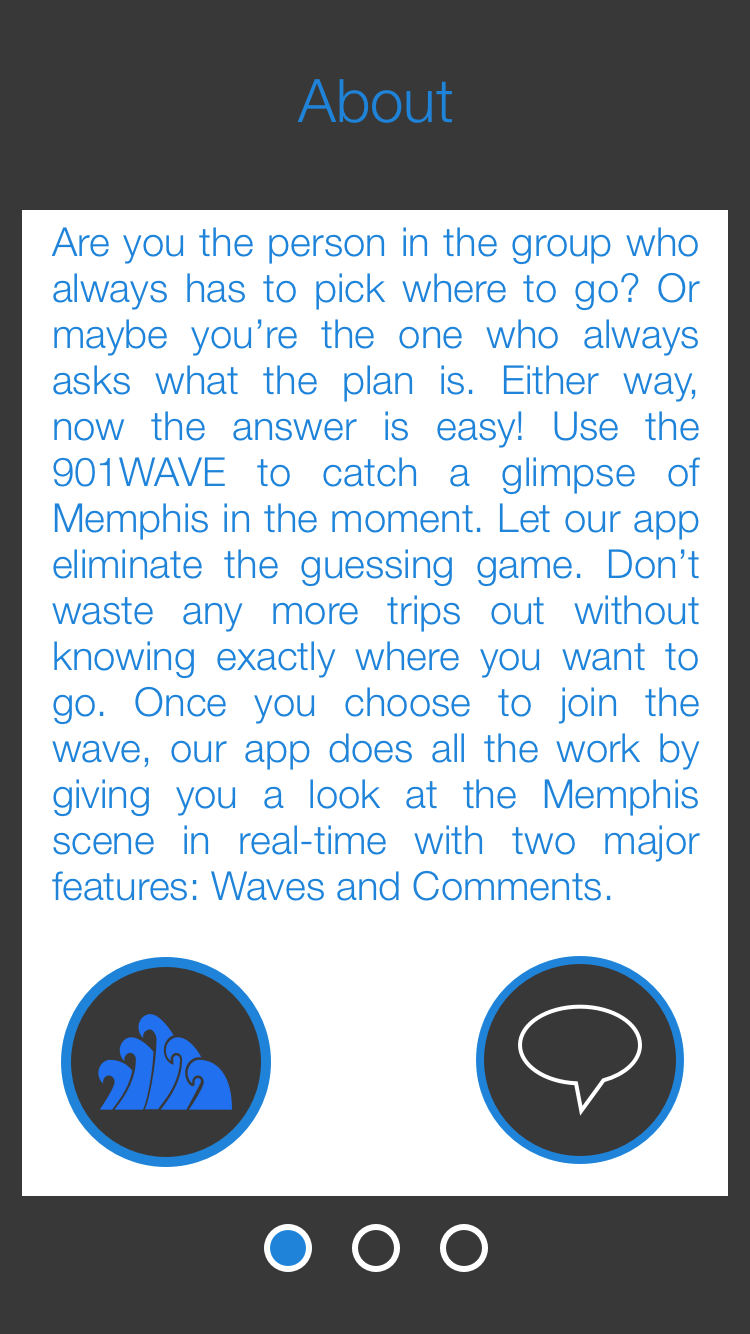 About
Are you the person in the group who
always has to pick where to go? Or
maybe you’re the one who always
asks what the plan is. Either way,
now the answer is easy! Use the
901WAVE to catch a glimpse of
Memphis in the moment. Let our app
eliminate the guessing game. Don’t
waste any more trips out without
knowing exactly where you want to
go. Once you choose to join the
wave, our app does all the work by
giving you a look at the Memphis
scene in real-time with two major
features: Waves and Comments.